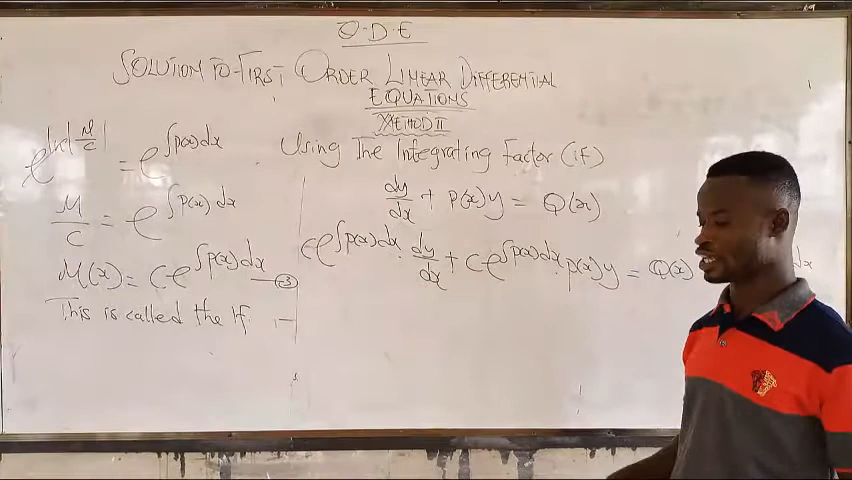 O.D.E
SOLUTION TO FIRST ORDER LINEAR DIFFERENTIAL
EQUATIONS
METHOD II
Using The Integrating Factor (if)
e^{ln|M/C|} = e^{∫p(x)dx}
M/C = e^{∫p(x)dx}
M(x) = Ce^{∫p(x)dx} —③
This is called the If.
dy/dx + p(x)y = Q(x)
Ce^{∫p(x)dx}. dy/dx + Ce^{∫p(x)dx}. p(x)y = Q(x) dx